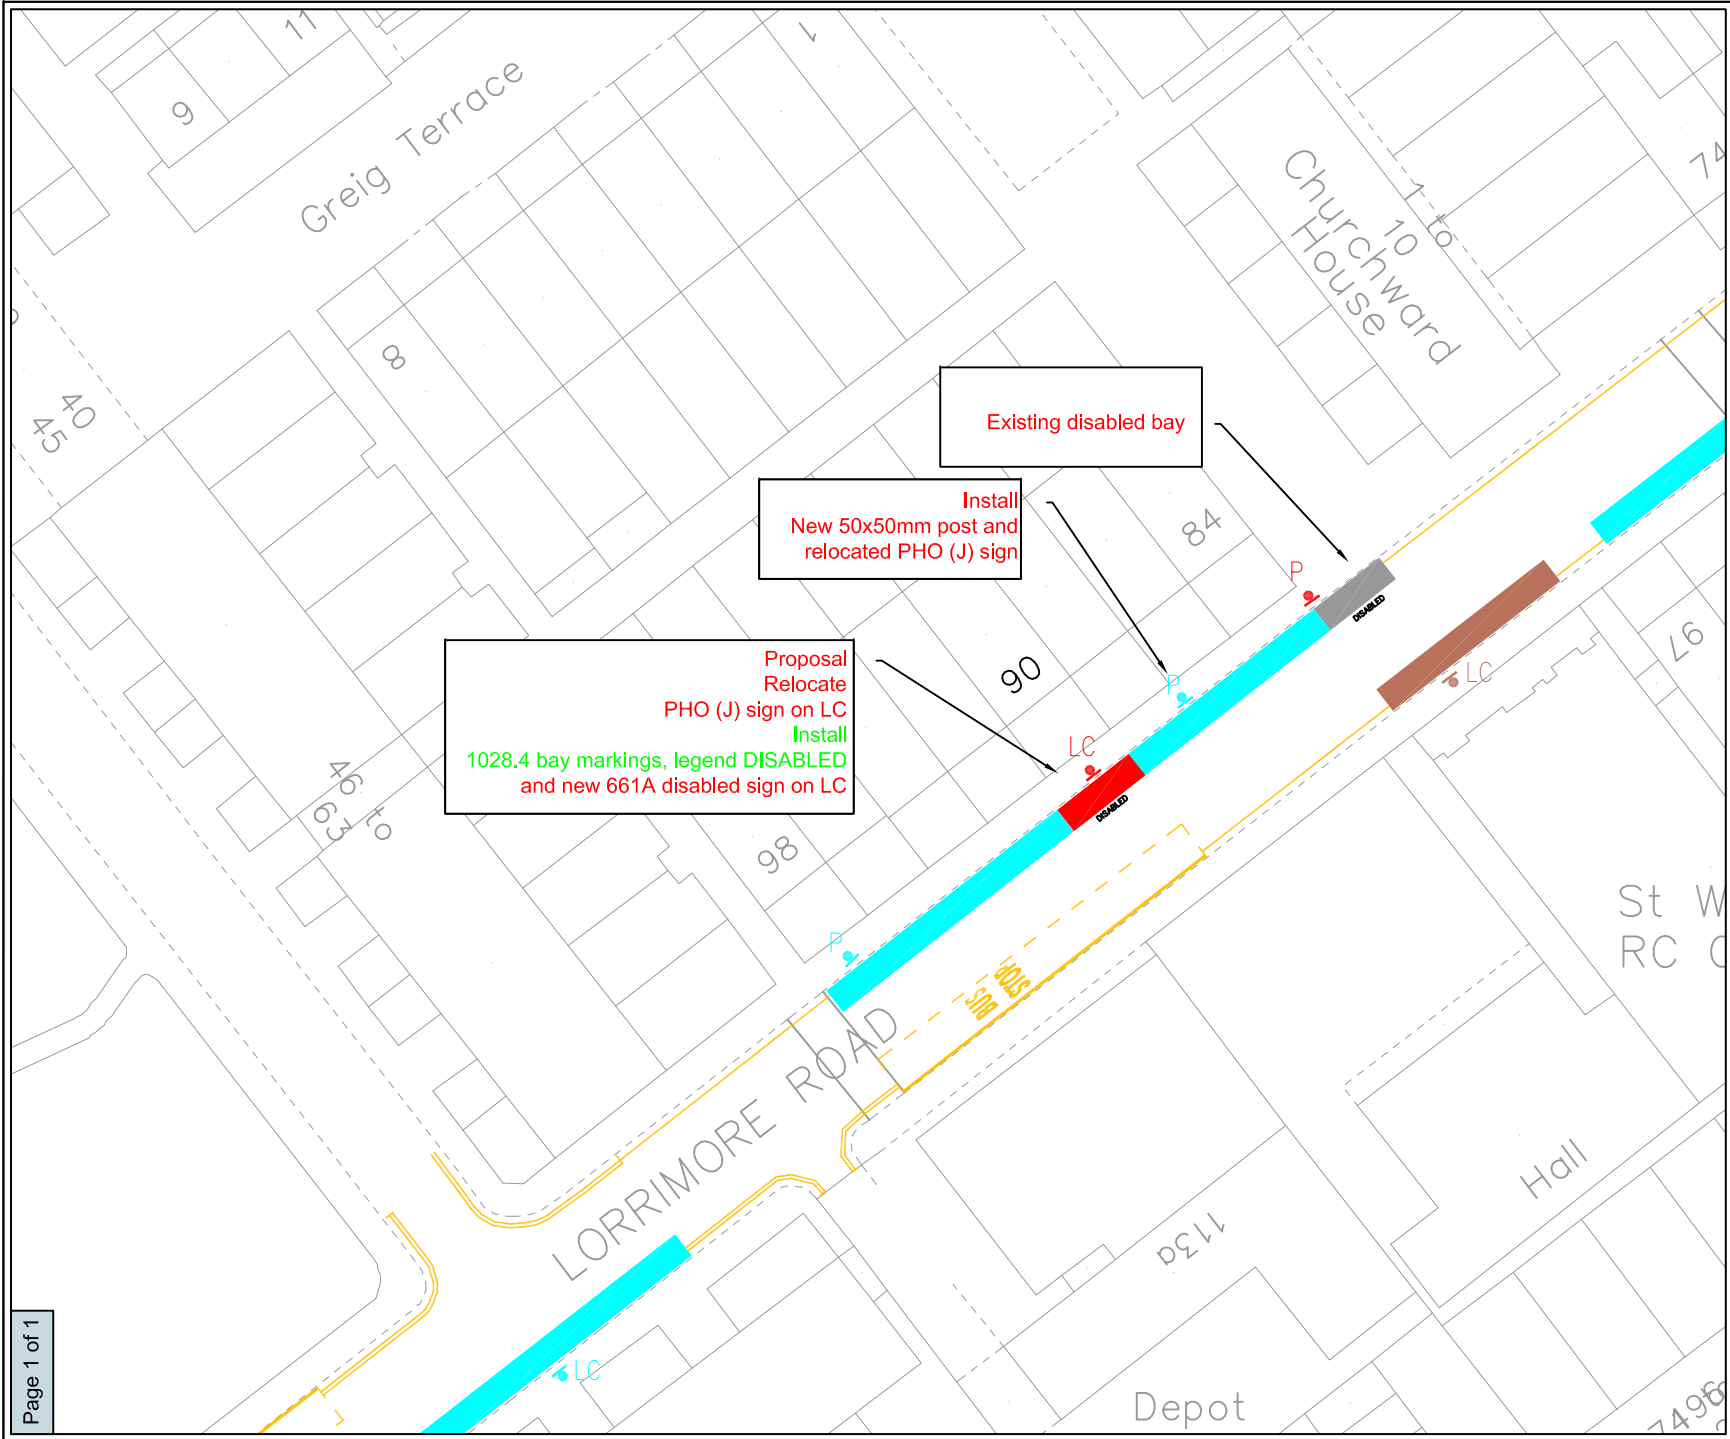 11
1
9
Greig Terrace
Churchward
House
1 to
10
74
8
40
45
Existing disabled bay
Install
New 50x50mm post and
relocated PHO (J) sign
84
P
DISABLED
97
LC
Proposal
Relocate
PHO (J) sign on LC
Install
1028.4 bay markings, legend DISABLED
and new 661A disabled sign on LC
90
P
LC
DISABLED
46 to
63
98
P
BUS
STOP
St W
RC
LORRIMORE ROAD
Hall
113a
LC
Depot
Page 1 of 1